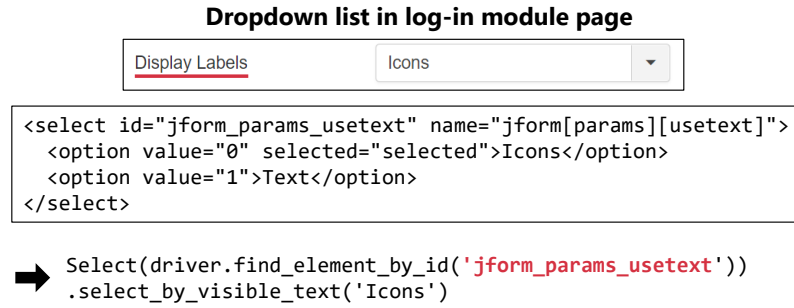 Dropdown list in log-in module page
Display Labels Icons
<select id="jform_params_usetext" name="jform[params][usetext]">
  <option value="0" selected="selected">Icons</option>
  <option value="1">Text</option>
</select>
Select(driver.find_element_by_id('jform_params_usetext'))
.select_by_visible_text('Icons')